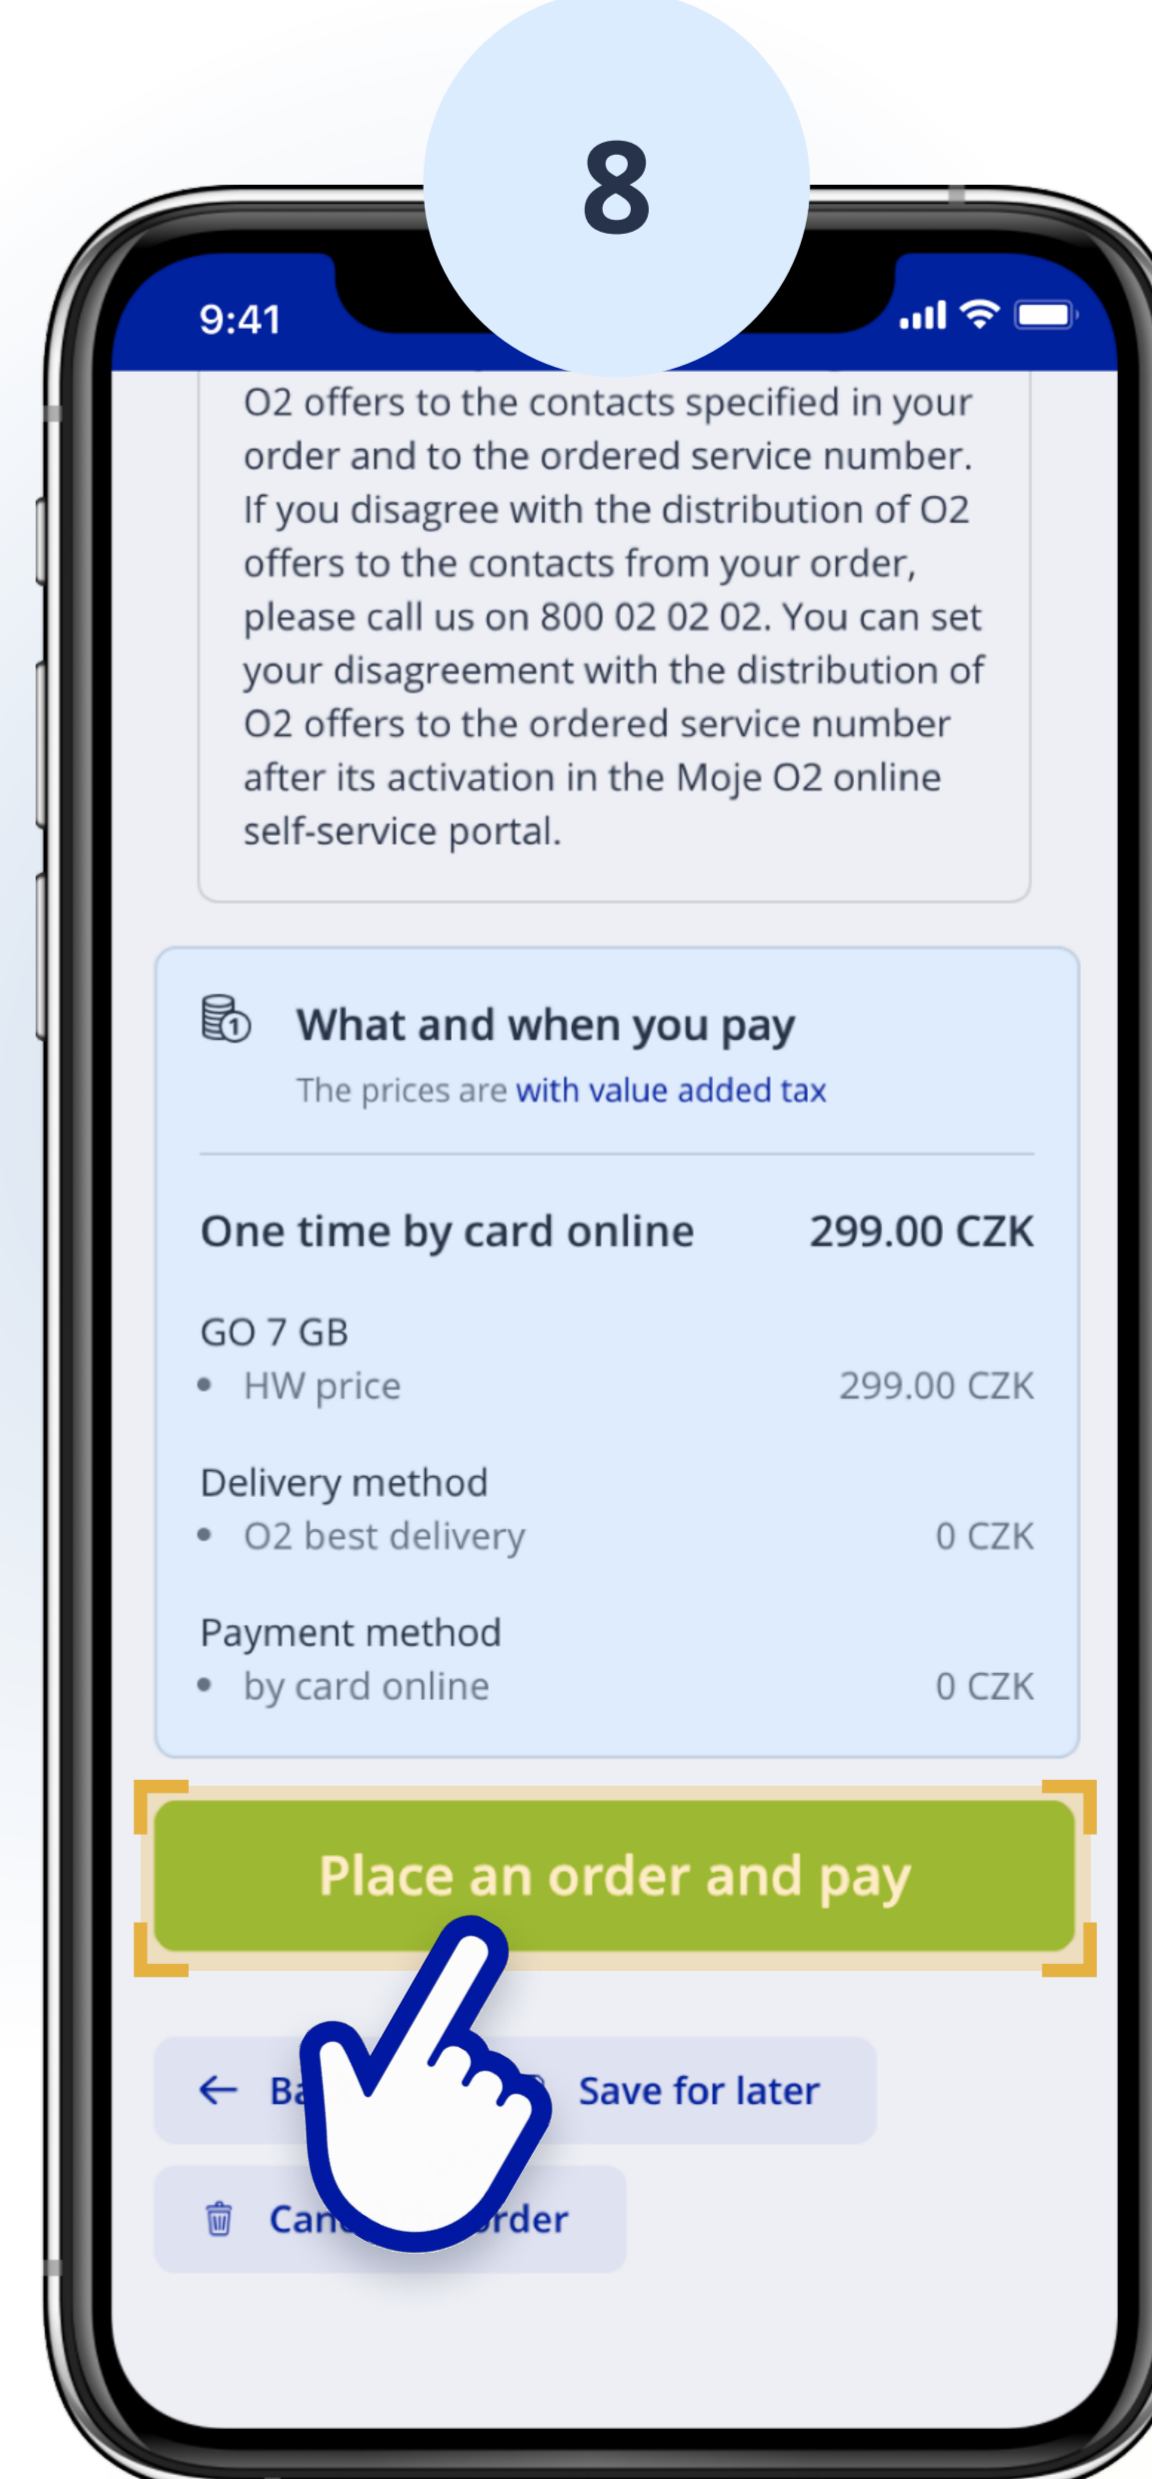 8
9:41
O2 offers to the contacts specified in your
order and to the ordered service number.
If you disagree with the distribution of O2
offers to the contacts from your order,
please call us on 800 02 02 02. You can set
your disagreement with the distribution of
O2 offers to the ordered service number
after its activation in the Moje O2 online
self-service portal.
What and when you pay
The prices are with value added tax
One time by card online 299.00 CZK
GO 7 GB
• HW price 299.00 CZK
Delivery method
• O2 best delivery 0 CZK
Payment method
• by card online 0 CZK
Place an order and pay
Save for later